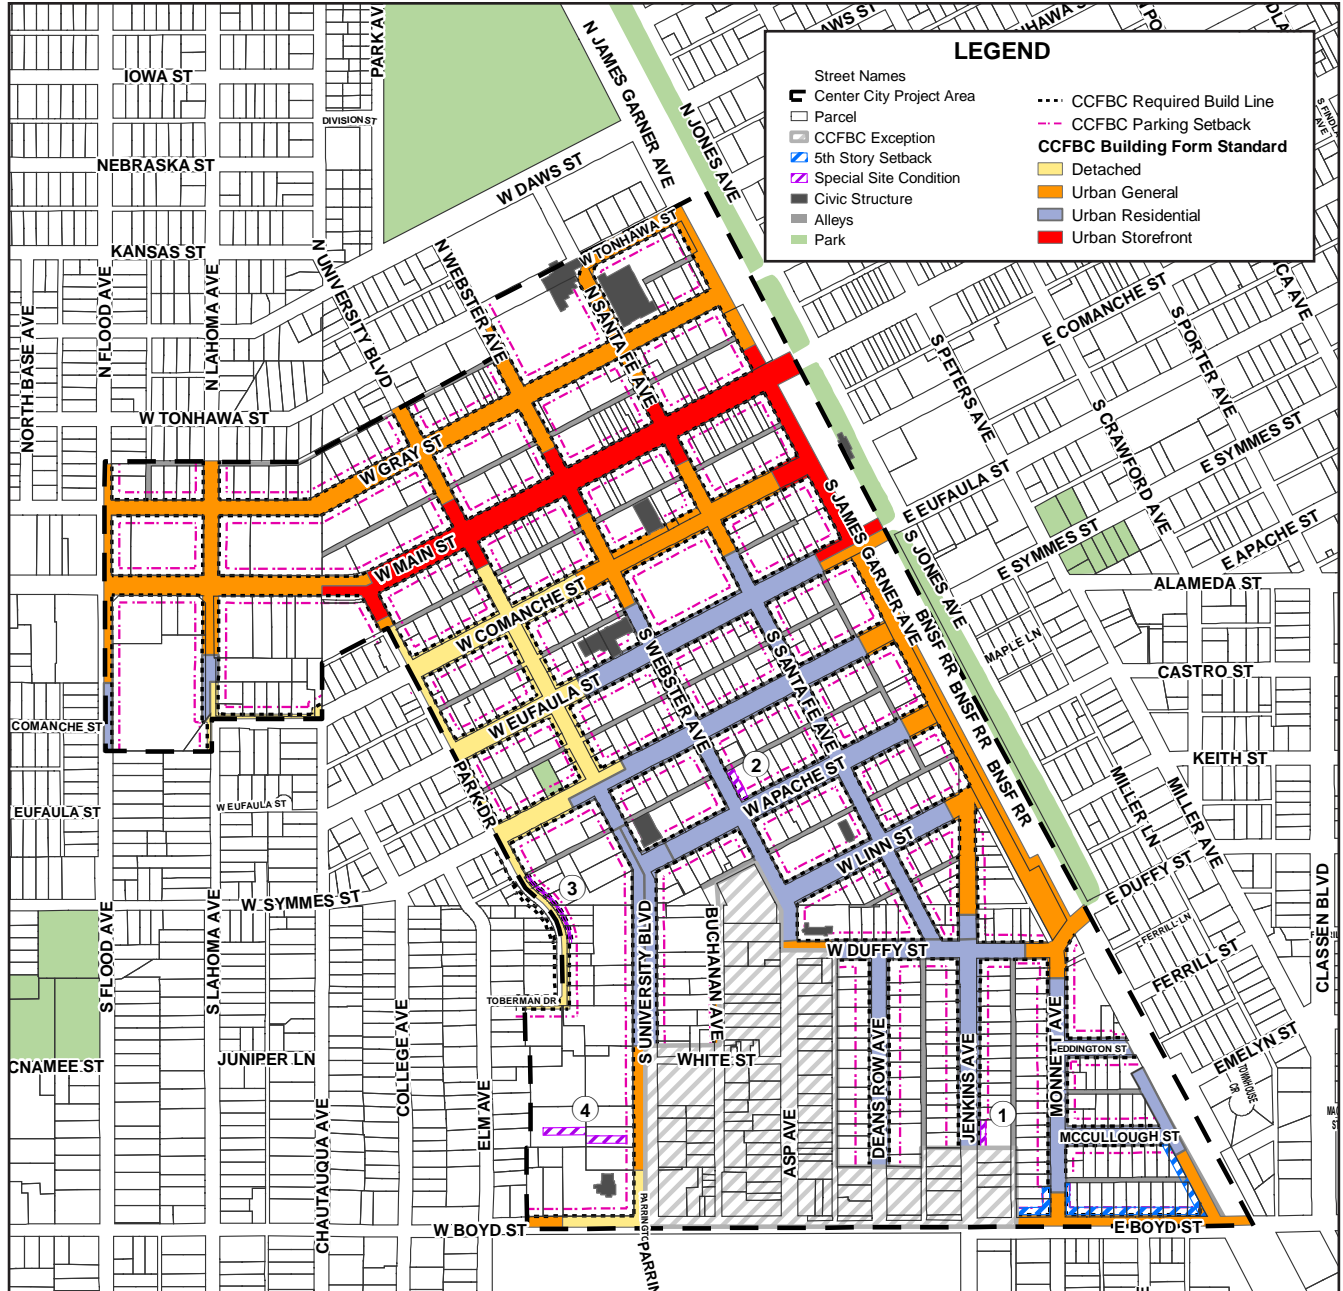 LEGEND
Street Names
Center City Project Area
Parcel
CCFBC Exception
5th Story Setback
Special Site Condition
Civic Structure
Alleys
Park
CCFBC Required Build Line
CCFBC Parking Setback
CCFBC Building Form Standard
Detached
Urban General
Urban Residential
Urban Storefront
IOWA ST
PARK AV
DIVISION ST
NEBRASKA ST
KANSAS ST
N JAMES GARNER AVE
N JONES AVE
W DAWS ST
W TONHAWA ST
N UNIVERSITY BLVD
N WEBSTER AVE
N SANTA FE AVE
NORTH BASE AVE
N FLOOD AVE
N LAHOMA AVE
W TONHAWA ST
W GRAY ST
W MAIN ST
W COMANCHE ST
W EUFAULA ST
COMANCHE ST
EUFAULA ST
W EUFAULA ST
PARK DR
S WEBSTER AVE
S SANTA FE AVE
S JAMES GARNER AVE
S JONES AVE
BNSF RR
BNSF RR
BNSF RR
S PETERS AVE
E COMANCHE ST
S PORTER AVE
S CRAWFORD AVE
E SYMMES ST
E EUFAULA ST
E SYMMES ST
E APACHE ST
ALAMEDA ST
MAPLE LN
CASTRO ST
KEITH ST
MILLER LN
MILLER AVE
2
W APACHE ST
W LINN ST
3
W SYMMES ST
E DUFFY ST
FERRILL LN
FERRILL ST
CLASSEN BLVD
S FLOOD AVE
S LAHOMA AVE
TOBERMAN DR
S UNIVERSITY BLVD
BUCHANAN AVE
W DUFFY ST
CNAMEE ST
JUNIPER LN
COLLEGE AVE
CHAUTAUQUA AVE
ELM AVE
WHITE ST
ASP AVE
DEANS ROW AVE
JENKINS AVE
MONNETT AVE
EDDINGTON ST
EMELYN ST
TOWNHOUSE CR
4
1
MCCULLOUGH ST
W BOYD ST
E BOYD ST
PARRINGTO
PARRIN